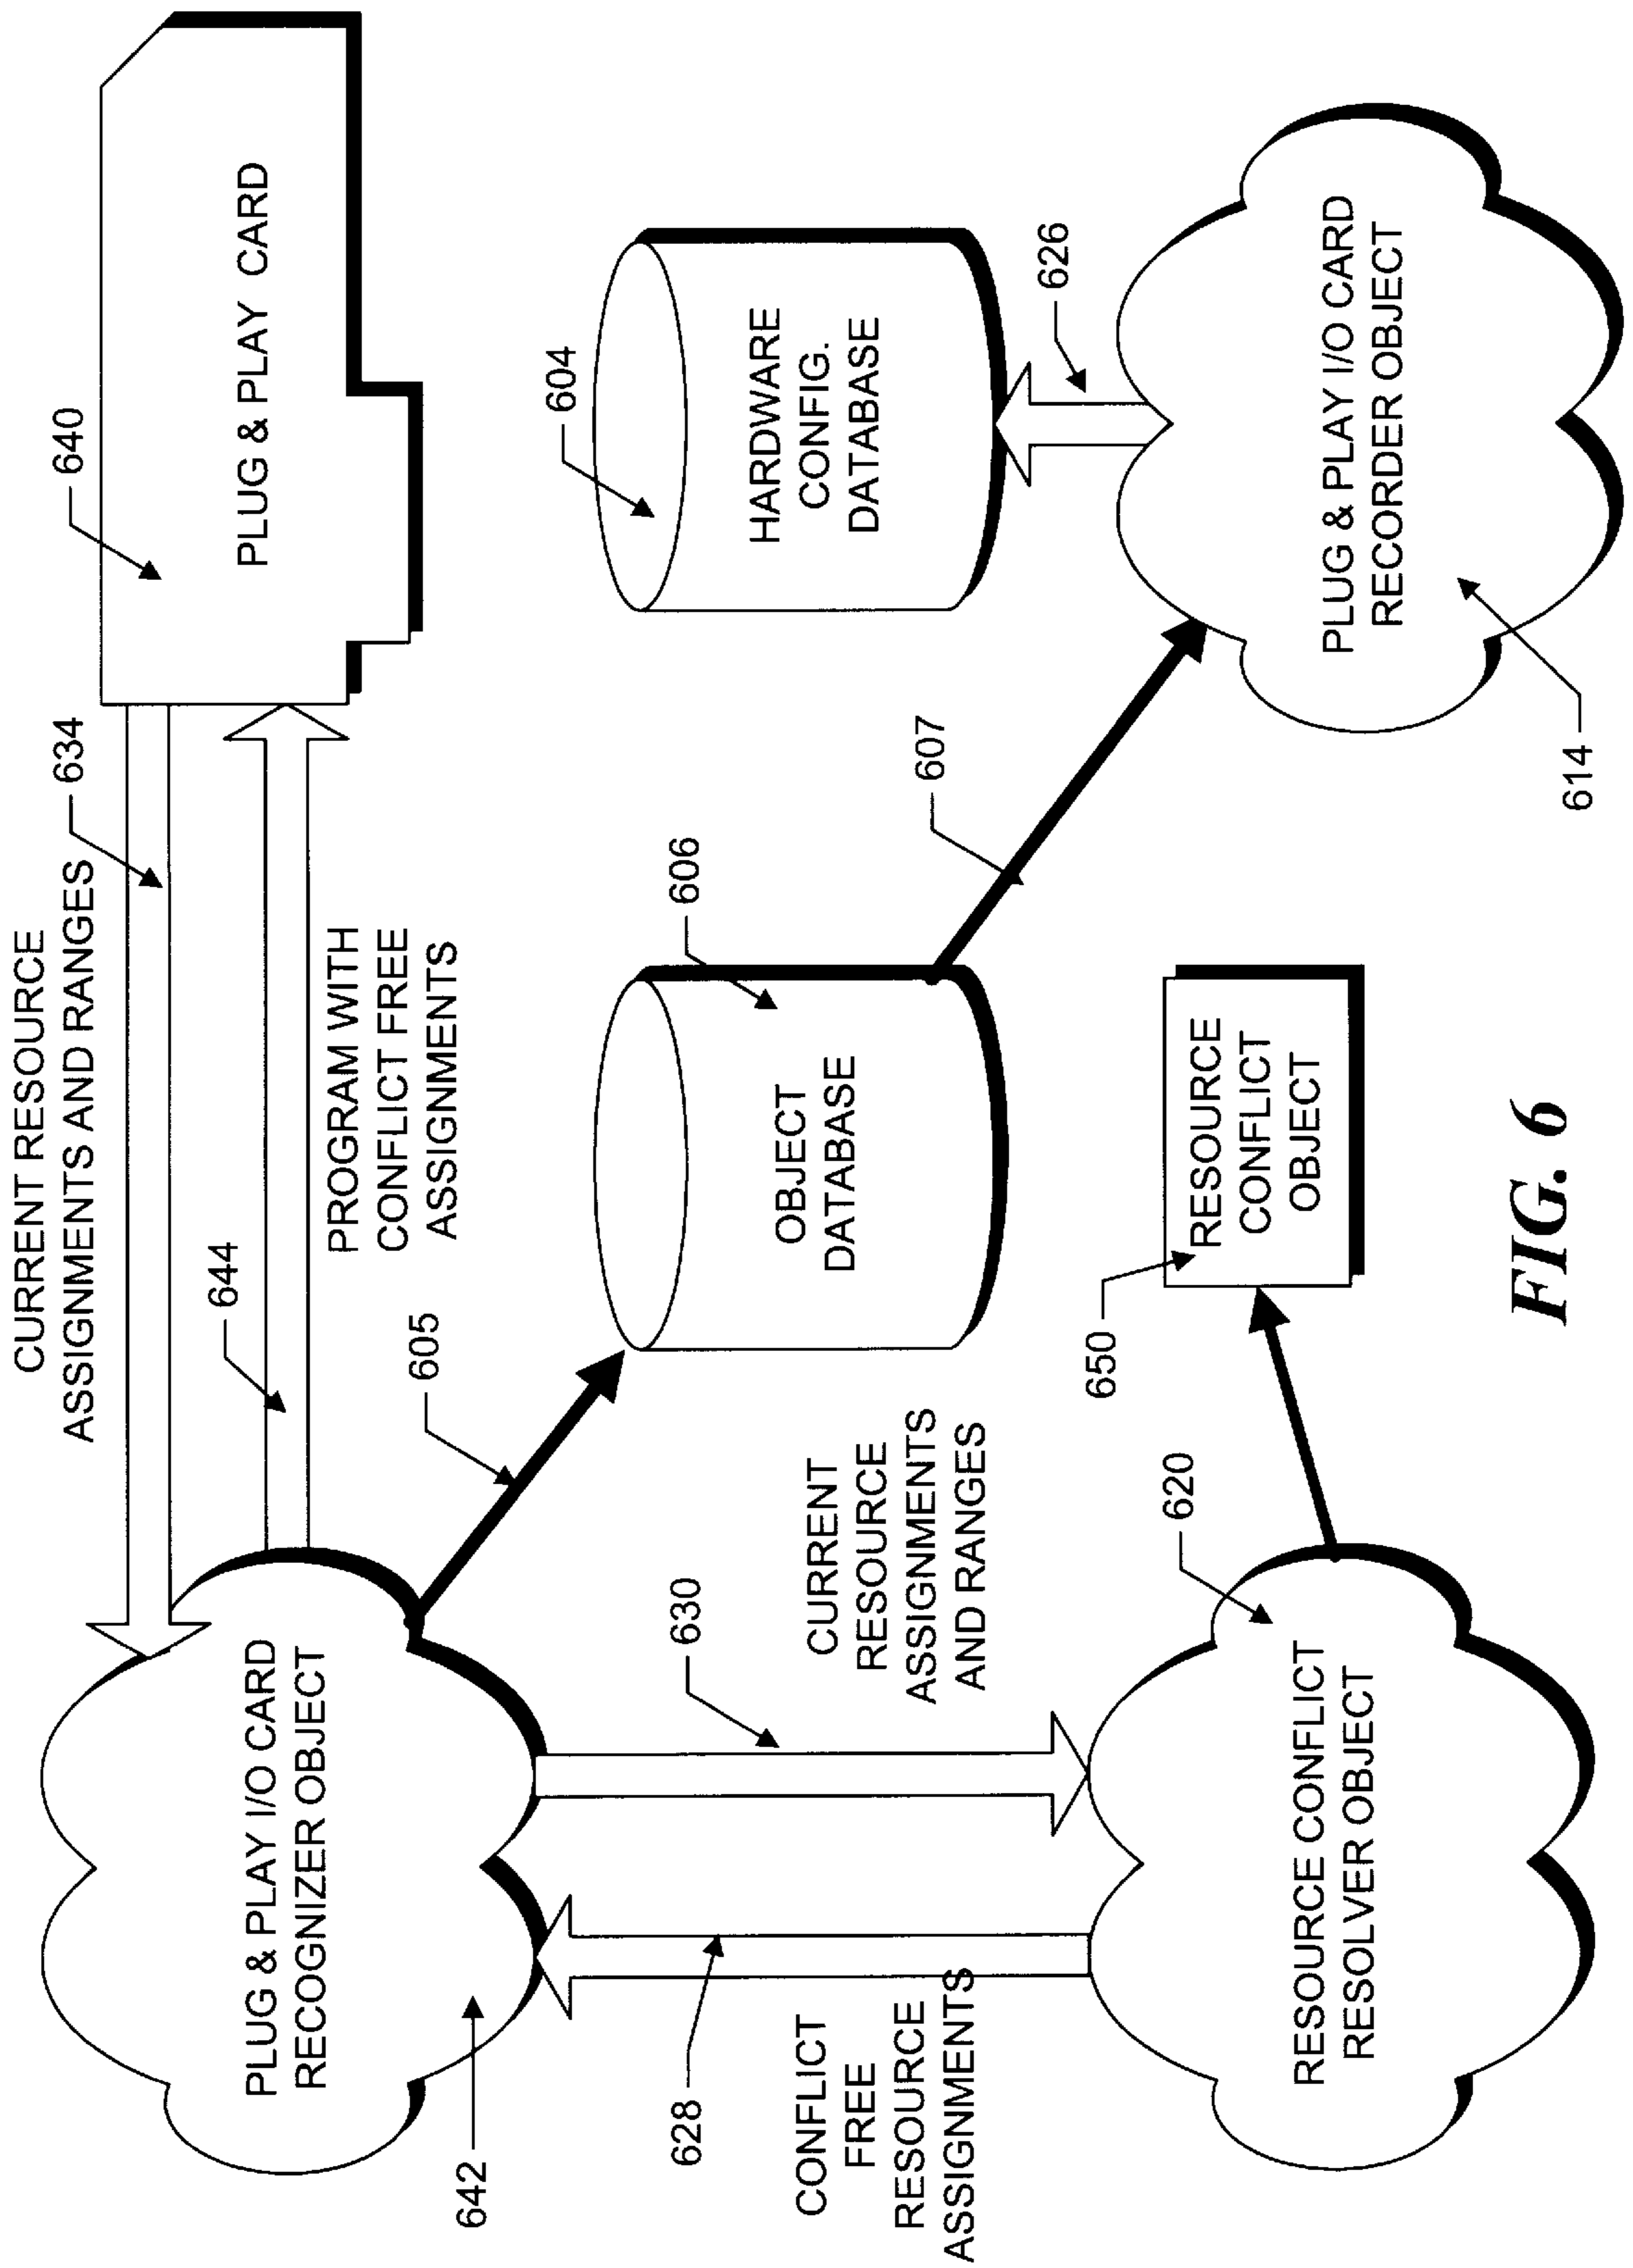 CURRENT RESOURCE
ASSIGNMENTS AND RANGES
634
640
PLUG & PLAY CARD
644
PROGRAM WITH
CONFLICT FREE
ASSIGNMENTS
PLUG & PLAY I/O CARD
RECOGNIZER OBJECT
642
605
606
OBJECT
DATABASE
604
HARDWARE
CONFIG.
DATABASE
607
626
628
CONFLICT
FREE
RESOURCE
ASSIGNMENTS
630
CURRENT
RESOURCE
ASSIGNMENTS
AND RANGES
620
RESOURCE CONFLICT
RESOLVER OBJECT
650
RESOURCE
CONFLICT
OBJECT
PLUG & PLAY I/O CARD
RECORDER OBJECT
614
FIG. 6